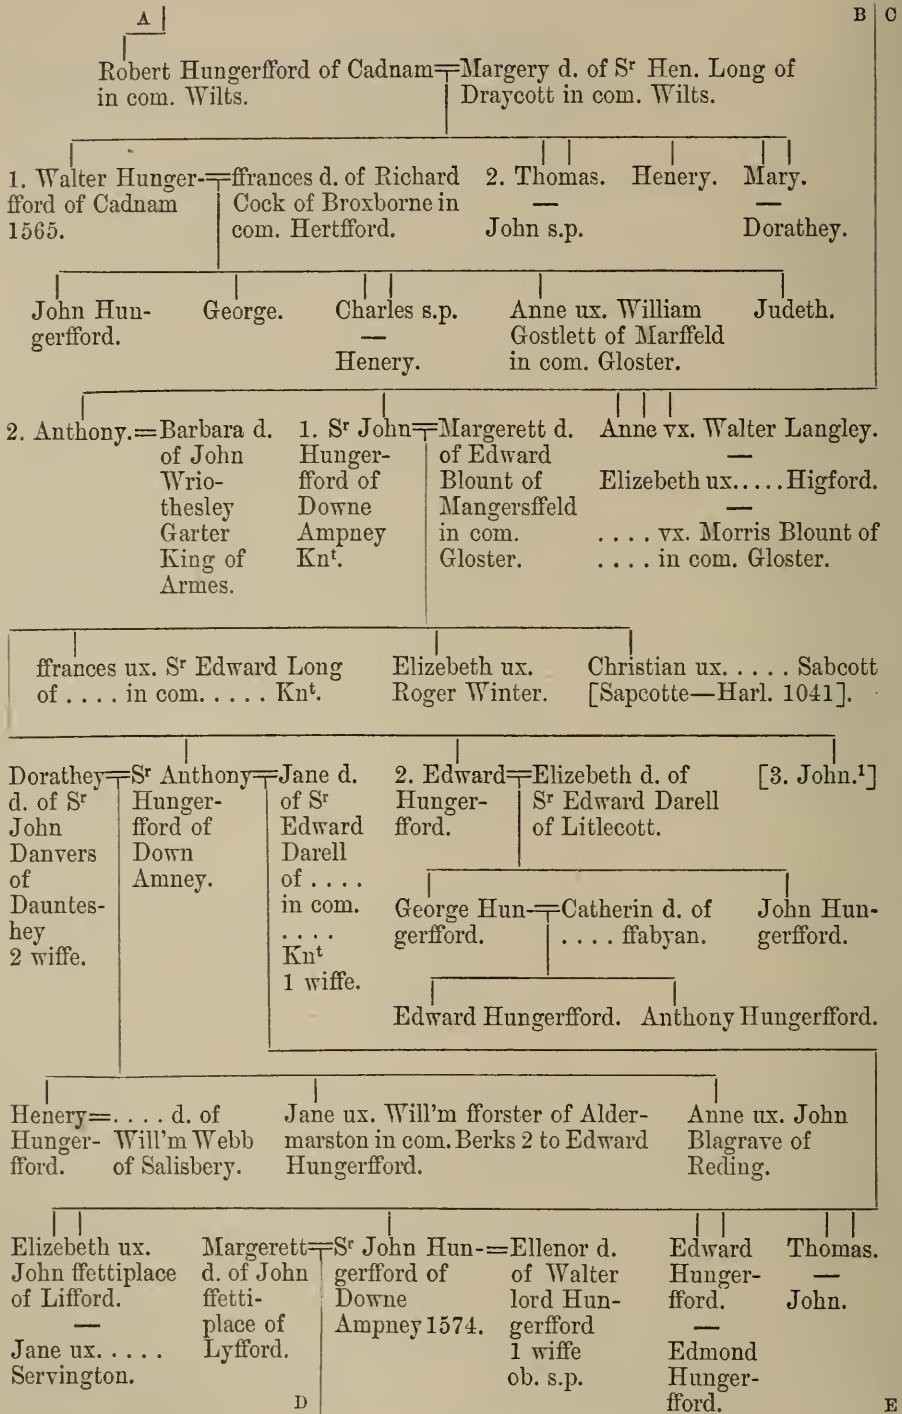 A
B C
Robert Hungerfford of Cadnam=Margery d. of Sʳ Hen. Long of
in com. Wilts. Draycott in com. Wilts.
1. Walter Hunger-=ffrances d. of Richard 2. Thomas. Henery. Mary.
fford of Cadnam Cock of Broxborne in — —
1565. com. Hertfford. John s.p. Dorathey.
John Hun- George. Charles s.p. Anne ux. William Judeth.
gerfford. — Gostlett of Marffeld
Henery. in com. Gloster.
2. Anthony.=Barbara d. 1. Sʳ John=Margerett d. Anne vx. Walter Langley.
of John Hunger- of Edward —
Wrio- fford of Blount of Elizebeth ux.....Higford.
thesley Downe Mangersffeld —
Garter Ampney in com. .... vx. Morris Blount of
King of Knᵗ. Gloster. .... in com. Gloster.
Armes.
ffrances ux. Sʳ Edward Long Elizebeth ux. Christian ux. .... Sabcott
of .... in com. .... Knᵗ. Roger Winter. [Sapcotte—Harl. 1041].
Dorathey=Sʳ Anthony=Jane d. 2. Edward=Elizebeth d. of [3. John.¹]
d. of Sʳ Hunger- of Sʳ Hunger- Sʳ Edward Darell
John fford of Edward fford. of Litlecott.
Danvers Down Darell
of Amney. of ....
Dauntes- in com. George Hun-=Catherin d. of John Hun-
hey .... gerfford. .... ffabyan. gerfford.
2 wiffe. Knᵗ
1 wiffe.
Edward Hungerfford. Anthony Hungerfford.
Henery=.... d. of Jane ux. Will'm fforster of Alder- Anne ux. John
Hunger- Will'm Webb marston in com. Berks 2 to Edward Blagrave of
fford. of Salisbery. Hungerfford. Reding.
Elizebeth ux. Margerett=Sʳ John Hun-=Ellenor d. Edward Thomas.
John ffettiplace d. of John gerfford of of Walter Hunger- —
of Lifford. ffetti- Downe lord Hun- fford. John.
— place of Ampney 1574. gerfford —
Jane ux..... Lyfford. 1 wiffe Edmond
Servington. ob. s.p. Hunger-
D fford. E